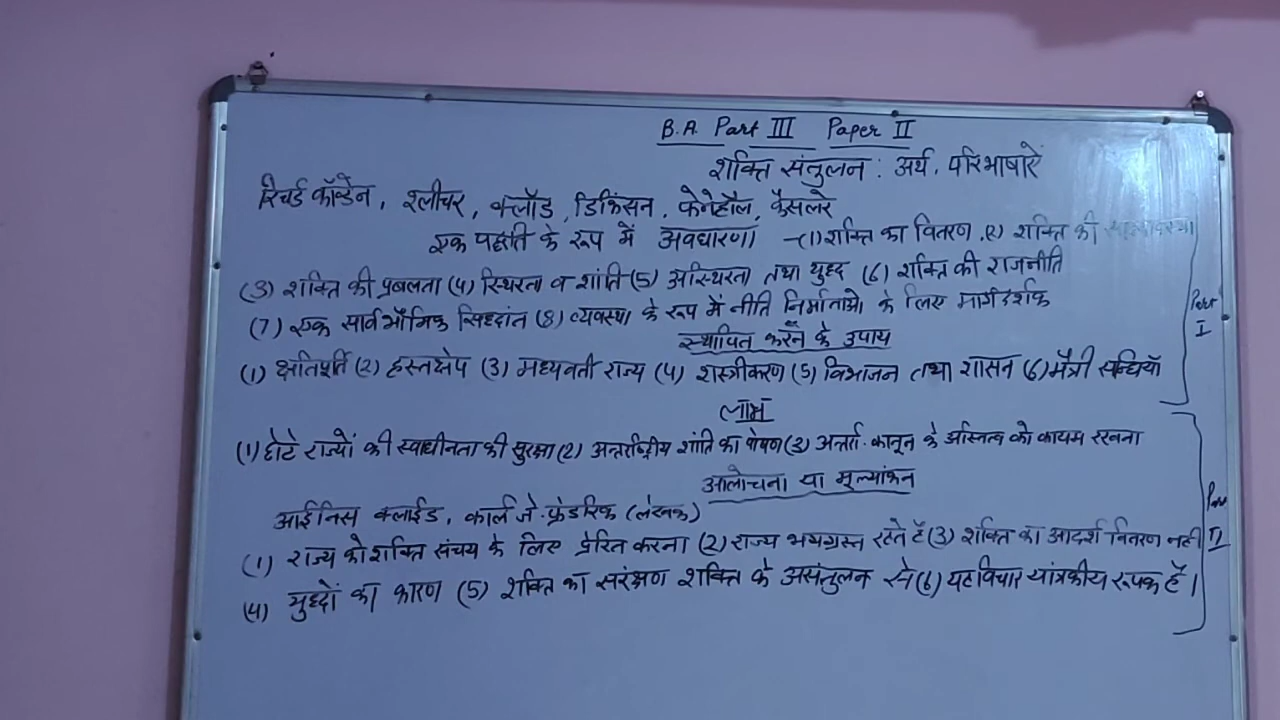 B.A. Part III Paper II
शक्ति संतुलन : अर्थ, परिभाषायें
रिचर्ड कॉब्डेन, श्लीचर, क्लॉड, डिकिंसन, फेनेहौल, कैसलरे
एक पद्धति के रूप में अवधारणा –(1) शक्ति का वितरण, (2) शक्ति की साम्यावस्था
(3) शक्ति की प्रबलता (4) स्थिरता व शांति (5) अस्थिरता तथा युद्ध (6) शक्ति की राजनीति
(7) एक सार्वभौमिक सिद्धांत (8) व्यवस्था के रूप में नीति निर्माताओं के लिए मार्गदर्शक
Part I
स्थापित करने के उपाय
(1) क्षतिपूर्ति (2) हस्तक्षेप (3) मध्यवर्ती राज्य (4) शस्त्रीकरण (5) विभाजन तथा शासन (6) मैत्री सन्धियाँ
लाभ
(1) छोटे राज्यों की स्वाधीनता की सुरक्षा (2) अन्तर्राष्ट्रीय शांति का पोषण (3) अन्तर्रा. कानून के अस्तित्व को कायम रखना
आलोचना या मूल्यांकन
आईनिस क्लाईड, कार्ल जे. फ्रेडरिक (लेखक)
(1) राज्य को शक्ति संचय के लिए प्रेरित करना (2) राज्य भयग्रस्त रहते हैं (3) शक्ति का आदर्श वितरण नहीं
Part II
(4) युद्धों का कारण (5) शक्ति का सरंक्षण शक्ति के असंतुलन से (6) यह विचार यांत्रकीय रूपक है।